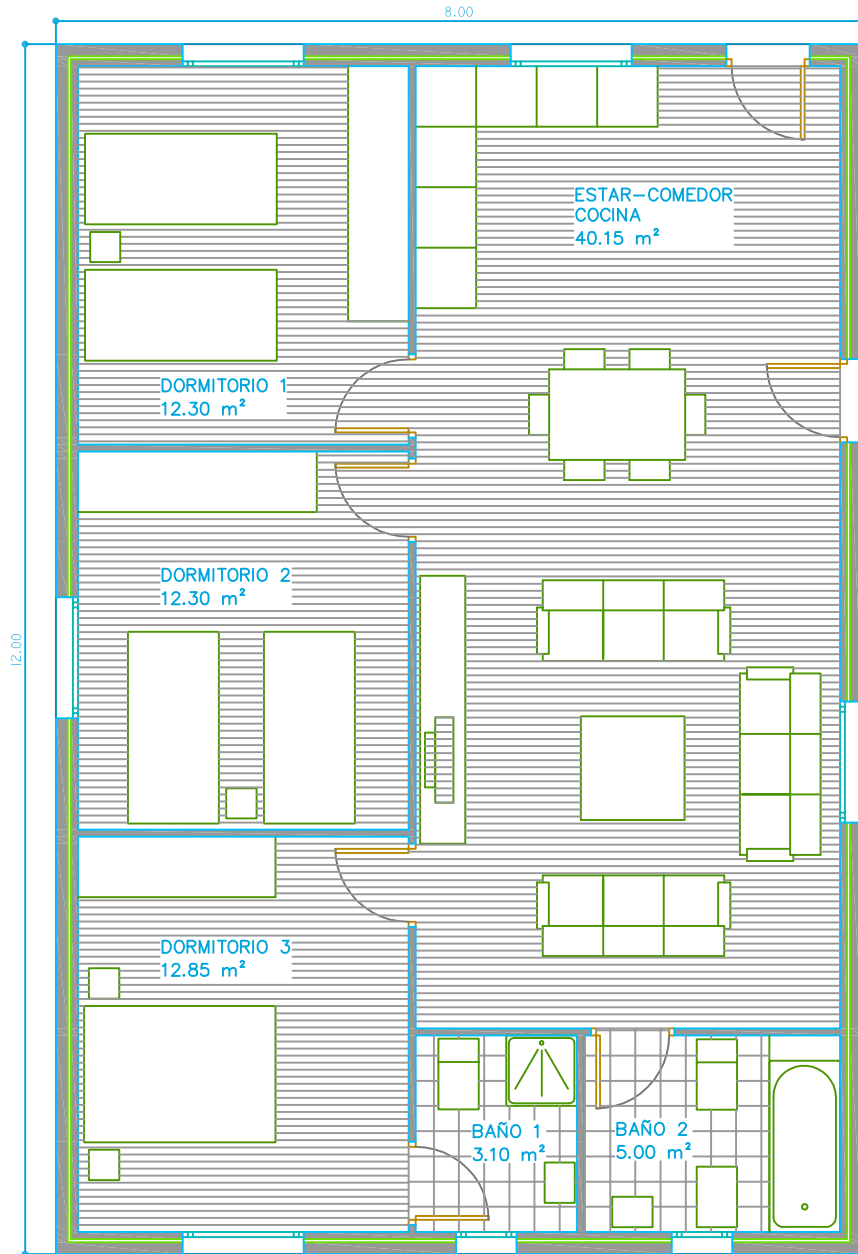 8.00
ESTAR-COMEDOR
COCINA
40.15 m²
DORMITORIO 1
12.30 m²
DORMITORIO 2
12.30 m²
12.00
DORMITORIO 3
12.85 m²
BAÑO 1
3.10 m²
BAÑO 2
5.00 m²